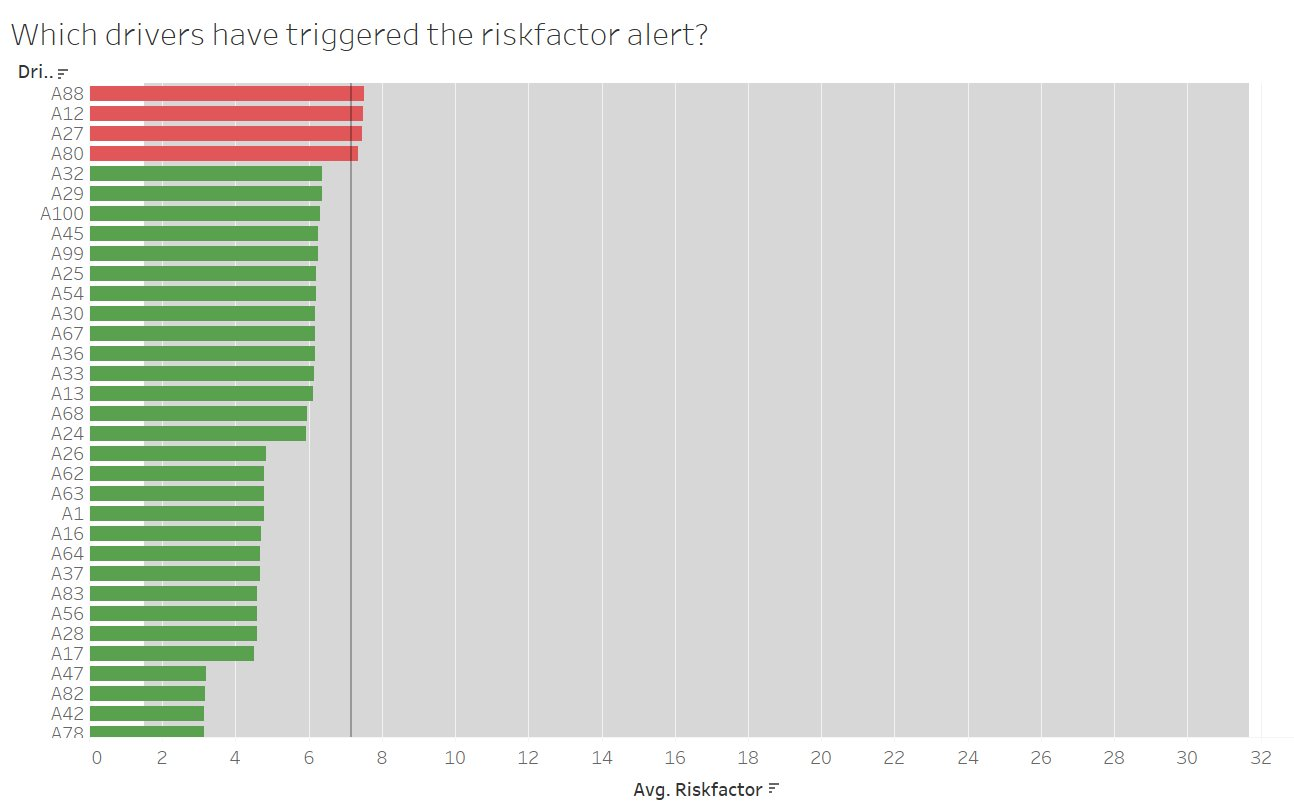 Which drivers have triggered the riskfactor alert?
Dri..
A88
A12
A27
A80
A32
A29
A100
A45
A99
A25
A54
A30
A67
A36
A33
A13
A68
A24
A26
A62
A63
A1
A16
A64
A37
A83
A56
A28
A17
A47
A82
A42
A78
0 2 4 6 8 10 12 14 16 18 20 22 24 26 28 30 32
Avg. Riskfactor